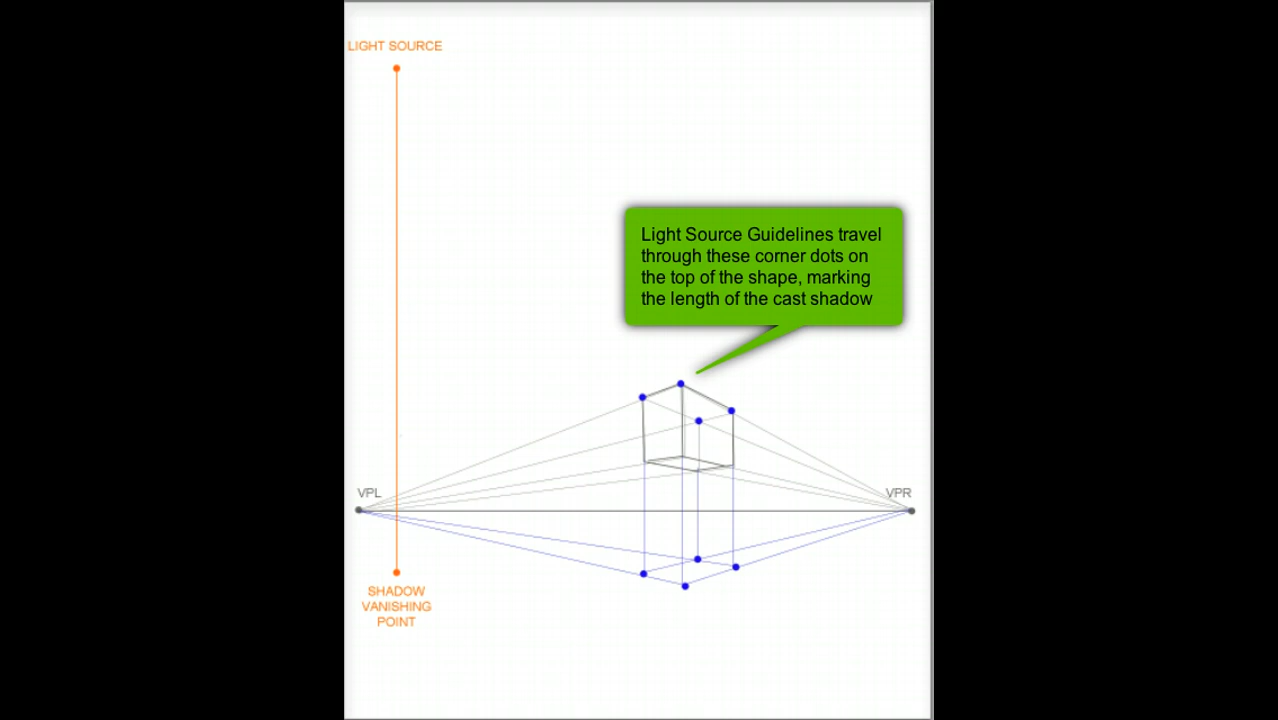 LIGHT SOURCE
Light Source Guidelines travel
through these corner dots on
the top of the shape, marking
the length of the cast shadow
VPL
VPR
SHADOW
VANISHING
POINT